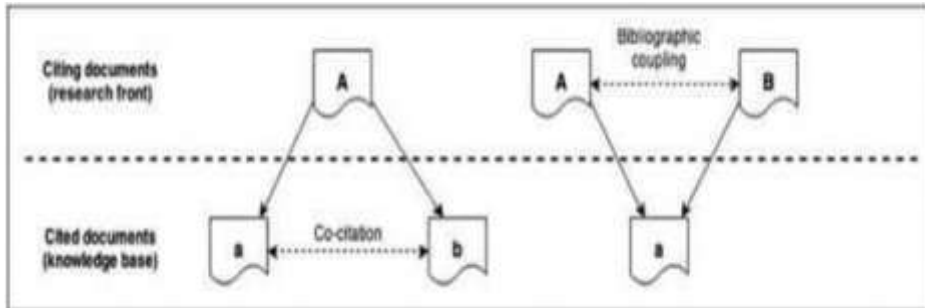 Citing documents
(research front)
A
A
Bibliographic
coupling
B
Cited documents
(knowledge base)
a
Co-citation
b
a